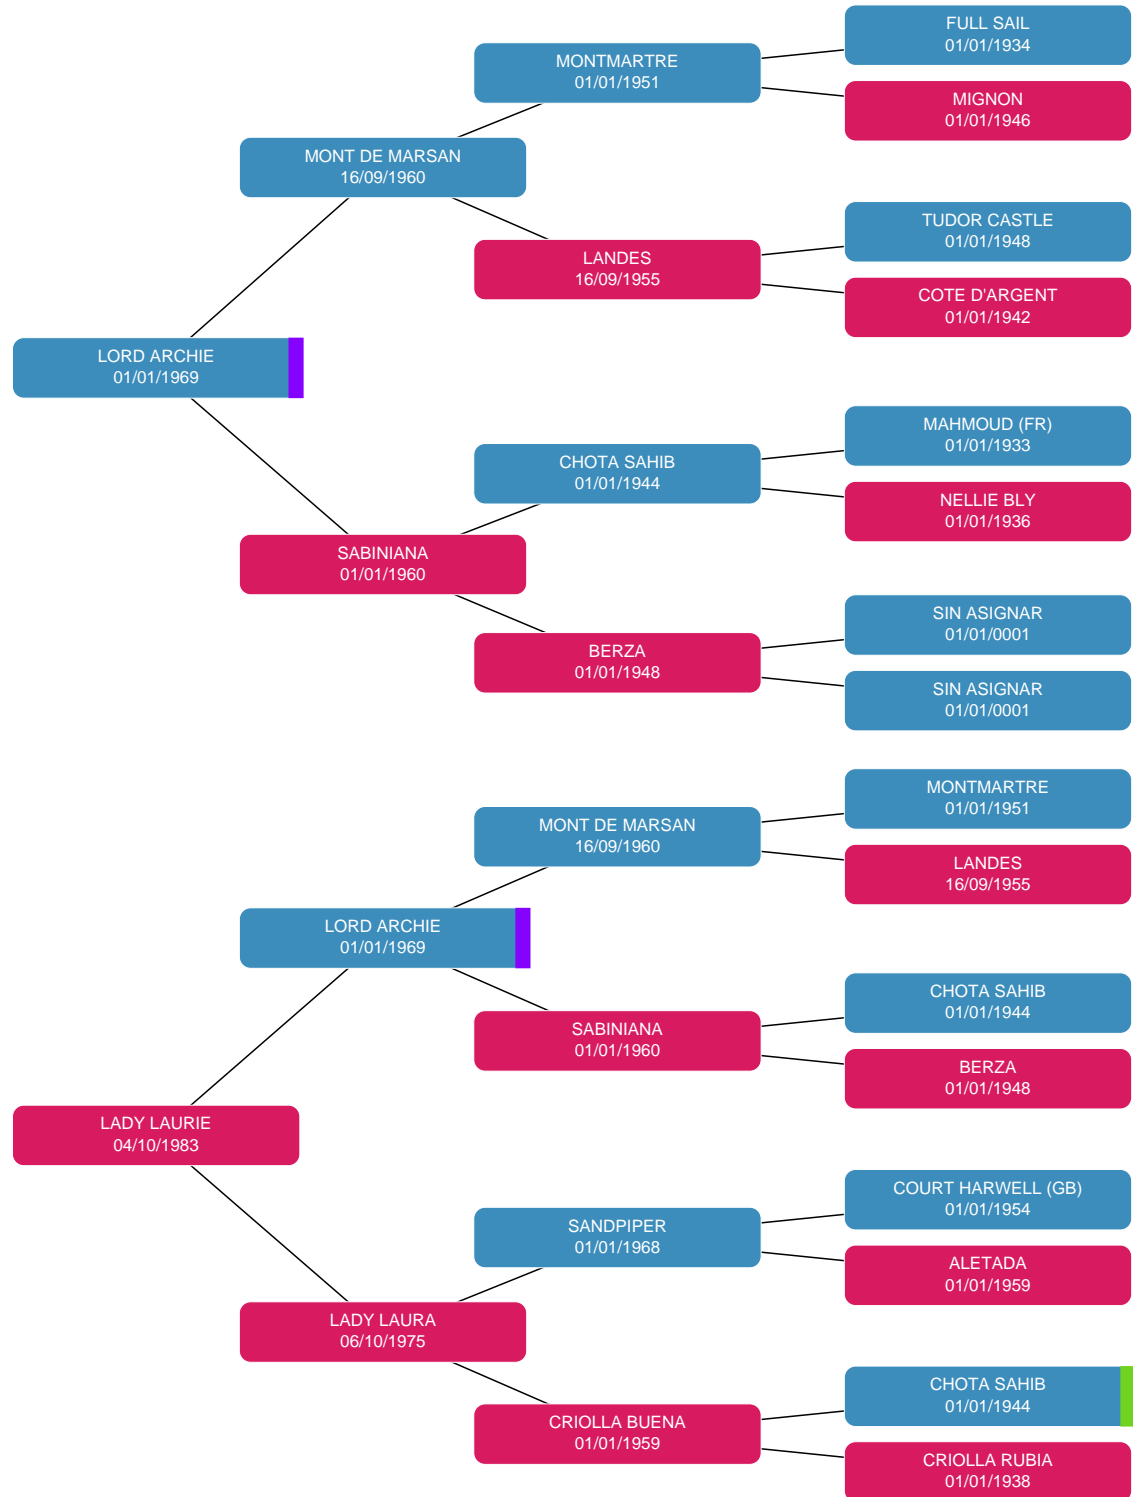 FULL SAIL
01/01/1934
MONTMARTRE
01/01/1951
MIGNON
01/01/1946
MONT DE MARSAN
16/09/1960
TUDOR CASTLE
01/01/1948
LANDES
16/09/1955
COTE D'ARGENT
01/01/1942
LORD ARCHIE
01/01/1969
MAHMOUD (FR)
01/01/1933
CHOTA SAHIB
01/01/1944
NELLIE BLY
01/01/1936
SABINIANA
01/01/1960
SIN ASIGNAR
01/01/0001
BERZA
01/01/1948
SIN ASIGNAR
01/01/0001
MONTMARTRE
01/01/1951
MONT DE MARSAN
16/09/1960
LANDES
16/09/1955
LORD ARCHIE
01/01/1969
CHOTA SAHIB
01/01/1944
SABINIANA
01/01/1960
BERZA
01/01/1948
LADY LAURIE
04/10/1983
COURT HARWELL (GB)
01/01/1954
SANDPIPER
01/01/1968
ALETADA
01/01/1959
LADY LAURA
06/10/1975
CHOTA SAHIB
01/01/1944
CRIOLLA BUENA
01/01/1959
CRIOLLA RUBIA
01/01/1938